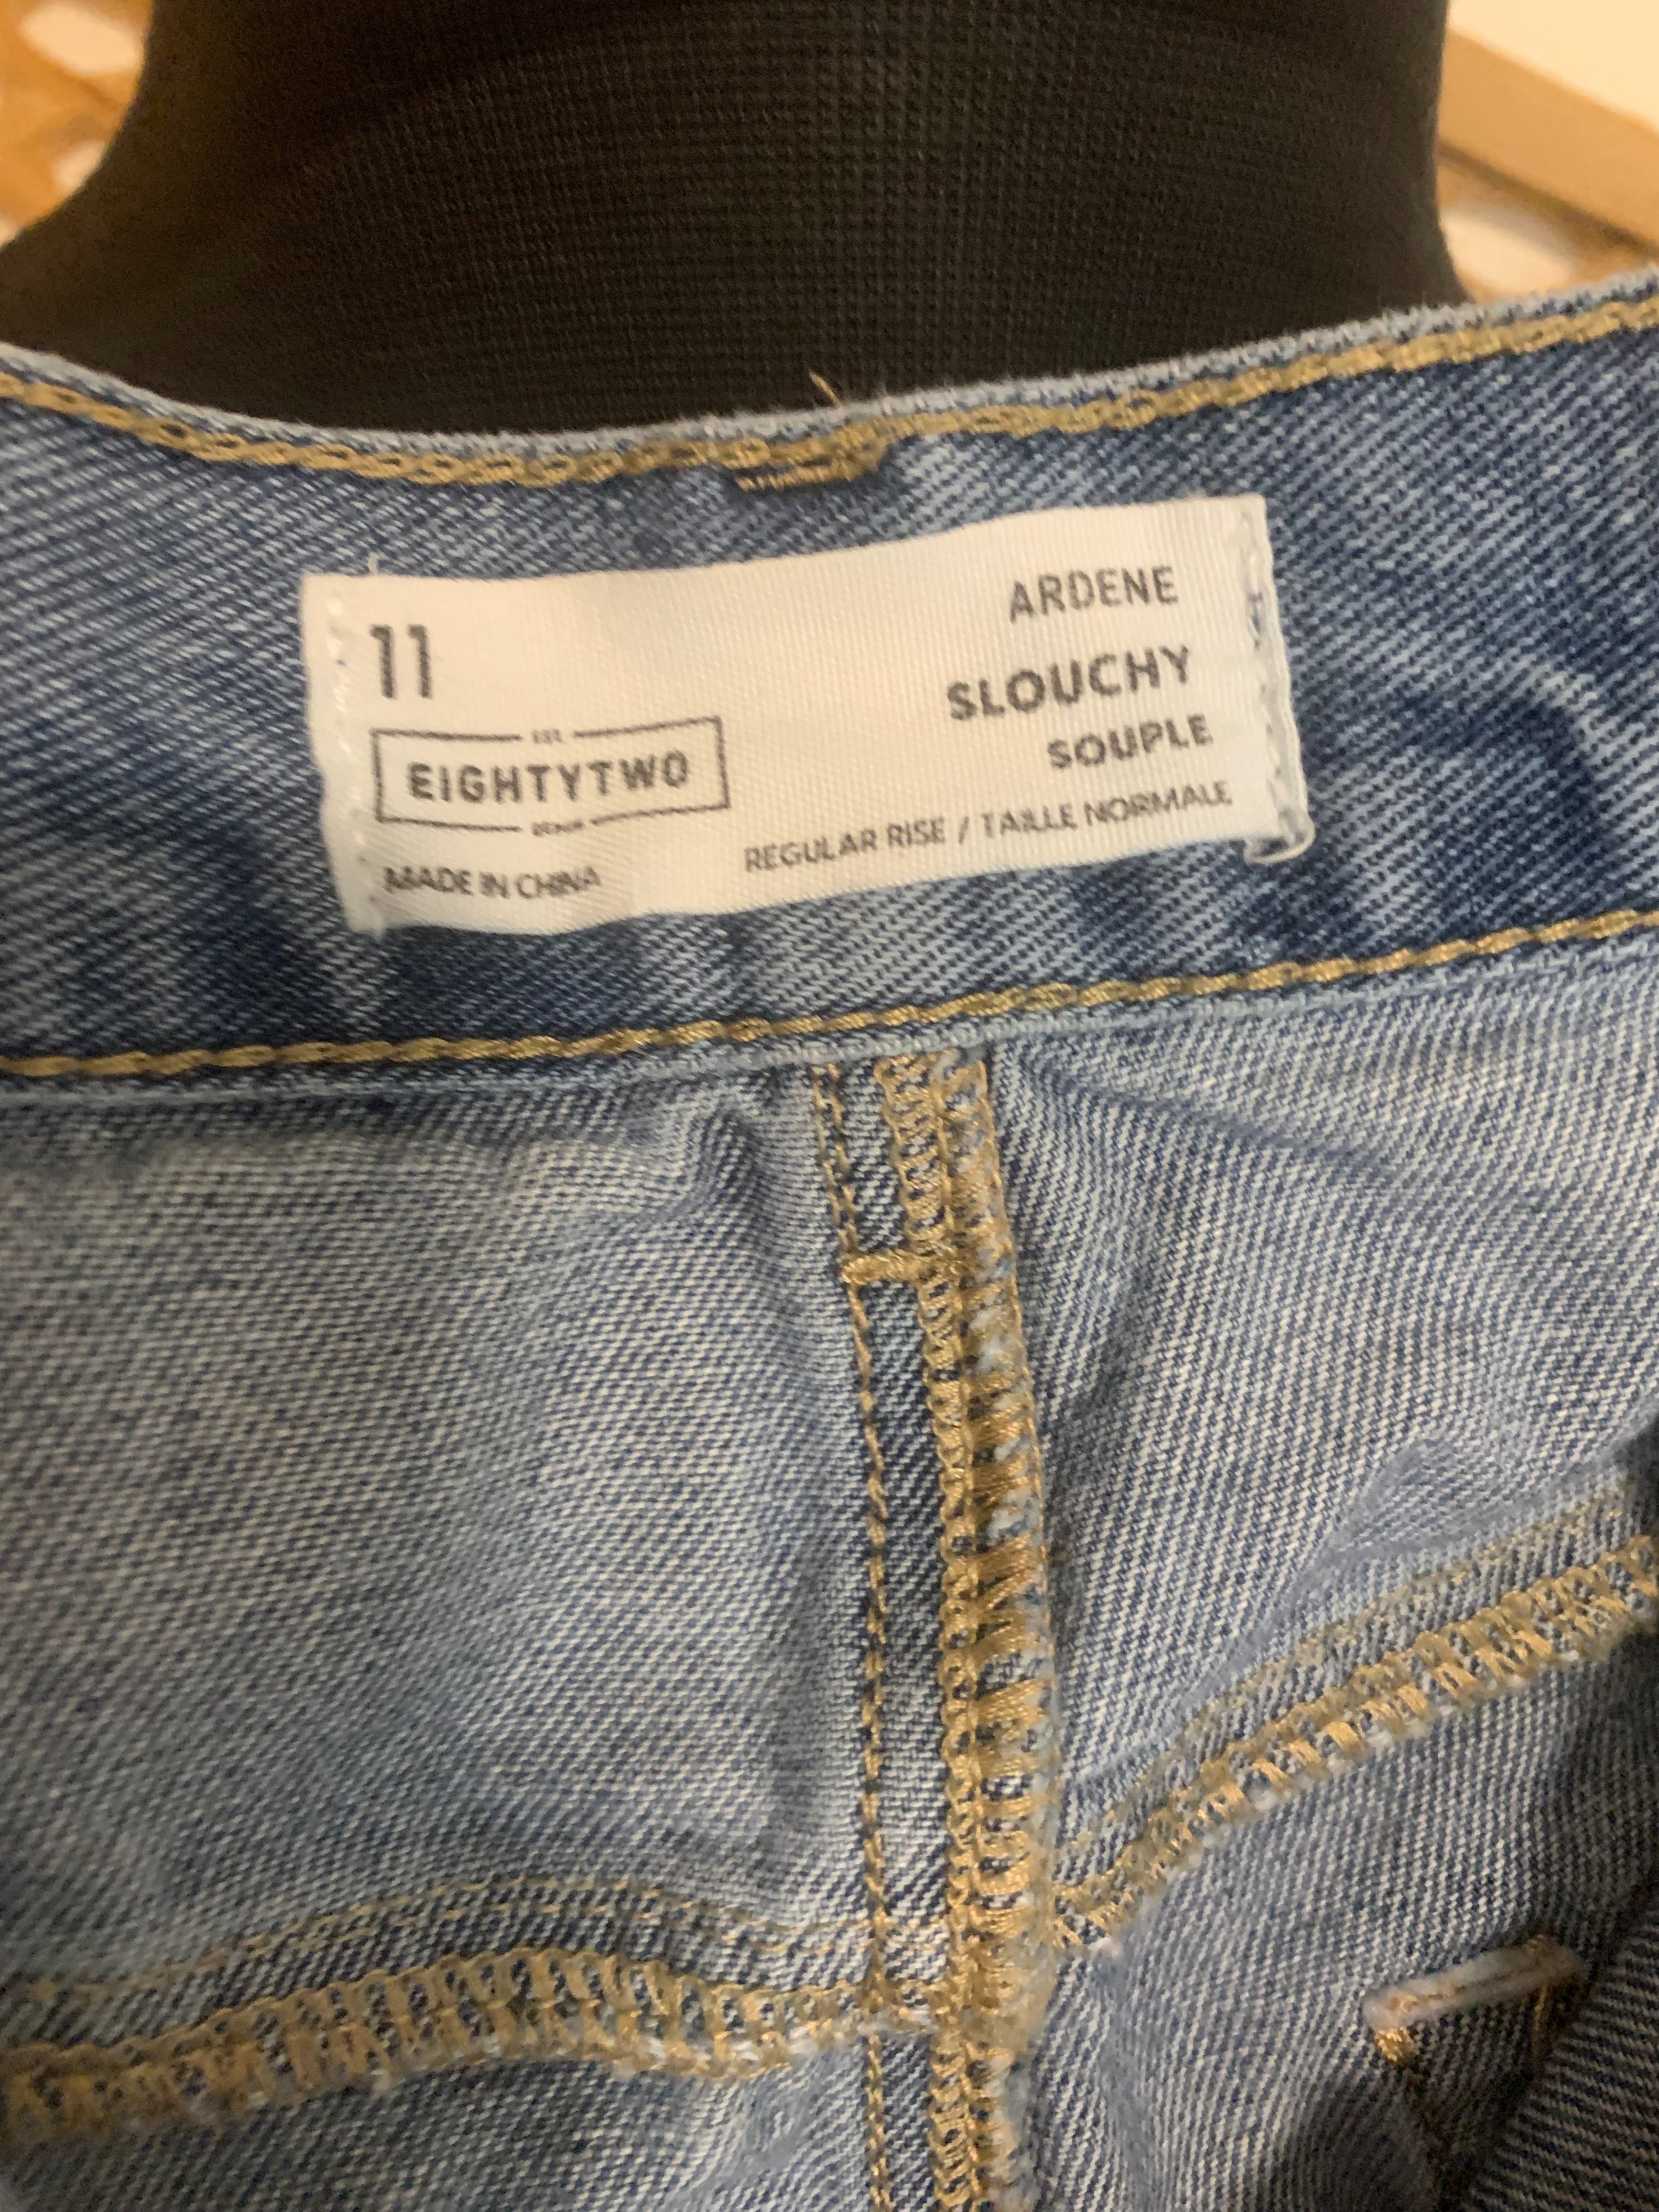 11
EST.
EIGHTYTWO
DENIM
MADE IN CHINA
ARDENE
SLOUCHY
SOUPLE
REGULAR RISE / TAILLE NORMALE